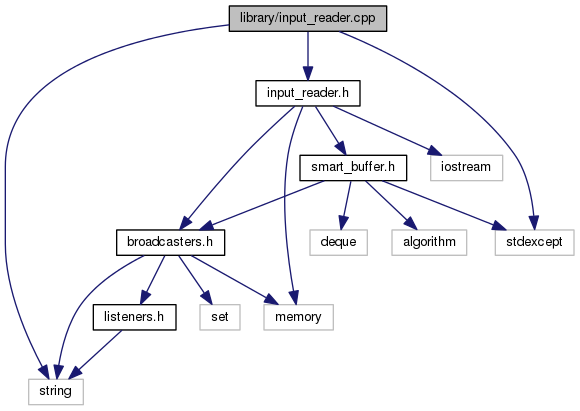 library/input_reader.cpp
input_reader.h
smart_buffer.h
iostream
broadcasters.h
deque
algorithm
stdexcept
listeners.h
set
memory
string